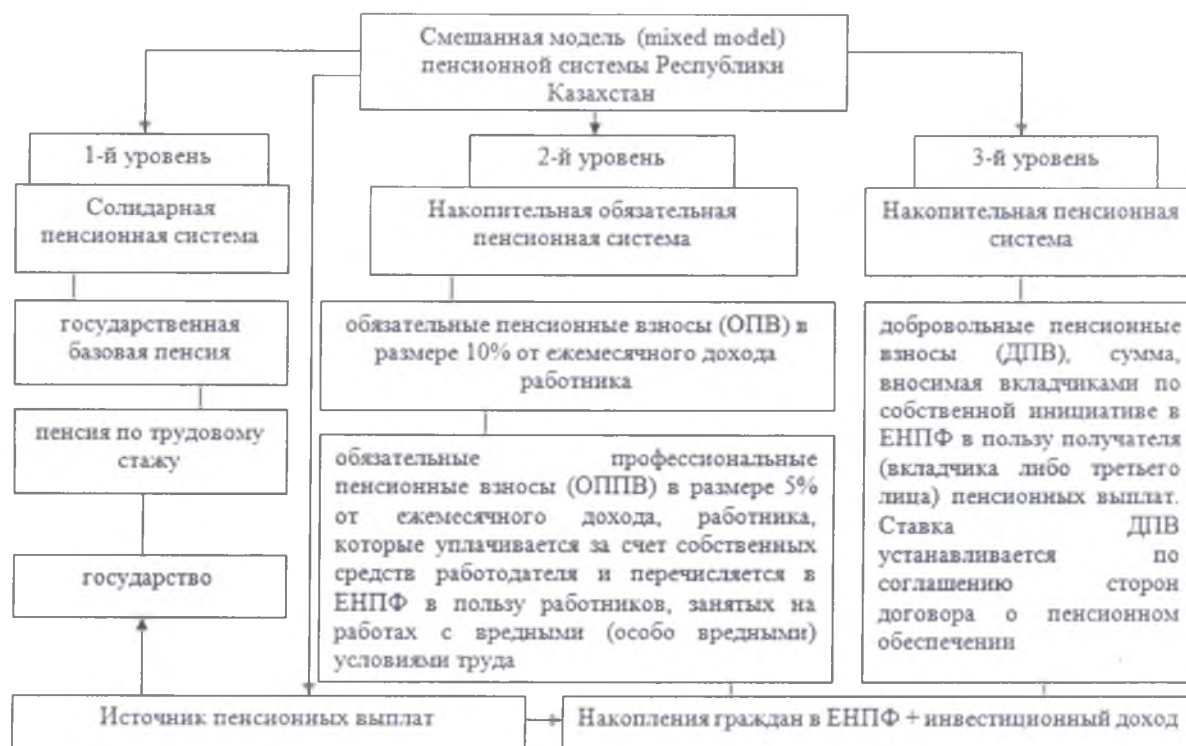 Смешанная модель (mixed model)
пенсионной системы Республики
Казахстан
1-й уровень
Солидарная
пенсионная система
государственная
базовая пенсия
пенсия по трудовому
стажу
государство
2-й уровень
Накопительная обязательная
пенсионная система
обязательные пенсионные взносы (ОПВ) в
размере 10% от ежемесячного дохода
работника
обязательные профессиональные
пенсионные взносы (ОППВ) в размере 5%
от ежемесячного дохода, работника,
которые уплачивается за счет собственных
средств работодателя и перечисляется в
ЕНПФ в пользу работников, занятых на
работах с вредными (особо вредными)
условиями труда
3-й уровень
Накопительная пенсионная
система
добровольные пенсионные
взносы (ДПВ), сумма,
вносимая вкладчиками по
собственной инициативе в
ЕНПФ в пользу получателя
(вкладчика либо третьего
лица) пенсионных выплат.
Ставка ДПВ
устанавливается по
соглашению сторон
договора о пенсионном
обеспечении
Источник пенсионных выплат
Накопления граждан в ЕНПФ + инвестиционный доход